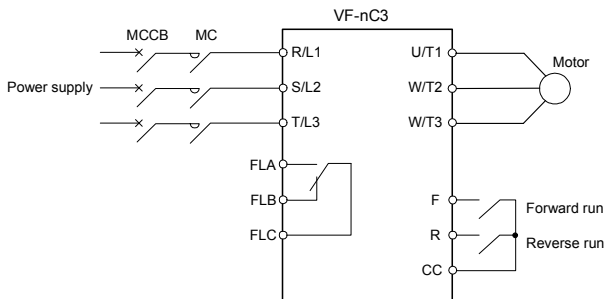 VF-nC3
MCCB MC
R/L1 U/T1
Motor
Power supply S/L2 W/T2
T/L3 W/T3
FLA
FLB F
Forward run
FLC R
Reverse run
CC